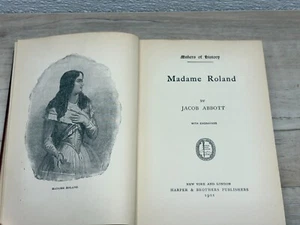 MADAME ROLAND
Makers of History
Madame Roland
BY
JACOB ABBOTT
WITH ENGRAVINGS
NEW YORK AND LONDON
HARPER & BROTHERS PUBLISHERS